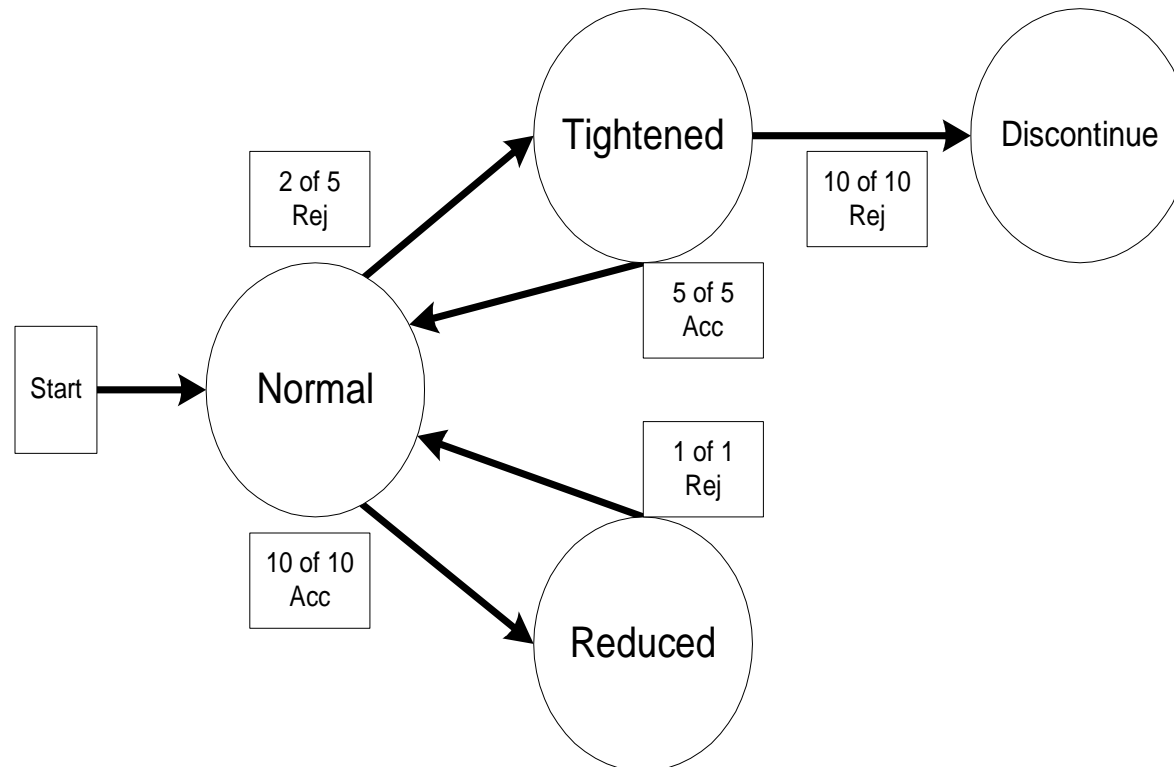 Tightened
Discontinue
2 of 5
Rej
10 of 10
Rej
5 of 5
Acc
Start
Normal
1 of 1
Rej
10 of 10
Acc
Reduced